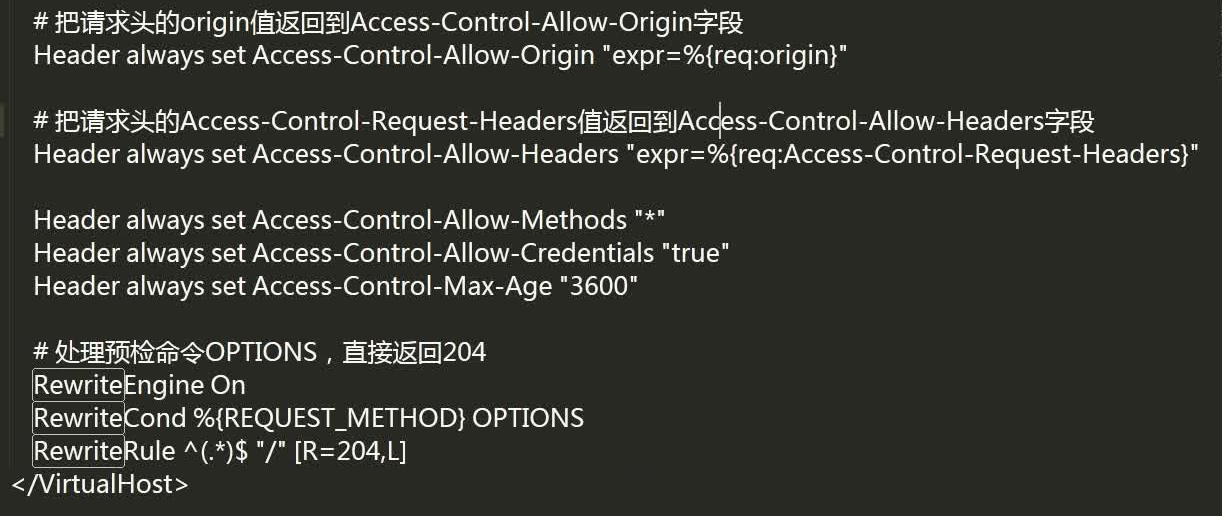 # 把请求头的origin值返回到Access-Control-Allow-Origin字段
Header always set Access-Control-Allow-Origin "expr=%{req:origin}"
# 把请求头的Access-Control-Request-Headers值返回到Access-Control-Allow-Headers字段
Header always set Access-Control-Allow-Headers "expr=%{req:Access-Control-Request-Headers}"
Header always set Access-Control-Allow-Methods "*"
Header always set Access-Control-Allow-Credentials "true"
Header always set Access-Control-Max-Age "3600"
# 处理预检命令OPTIONS，直接返回204
RewriteEngine On
RewriteCond %{REQUEST_METHOD} OPTIONS
RewriteRule ^(.*)$ "/" [R=204,L]
</VirtualHost>